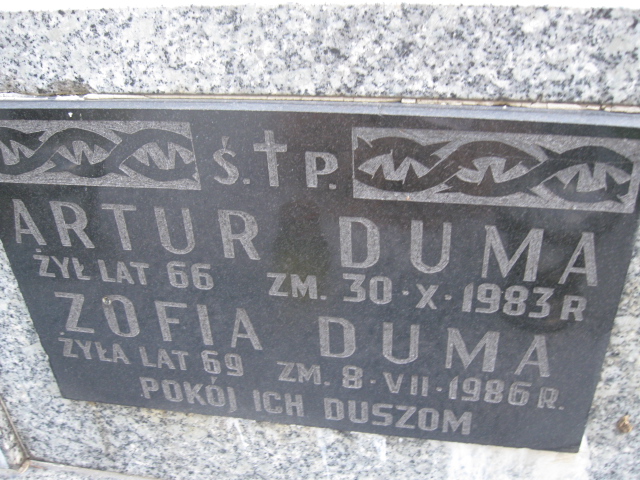 Ś. † P.
ARTUR DUMA
ŻYŁ LAT 66 ZM. 30·X·1983 R
ZOFIA DUMA
ŻYŁA LAT 69 ZM. 8·VII·1986 R.
POKÓJ ICH DUSZOM